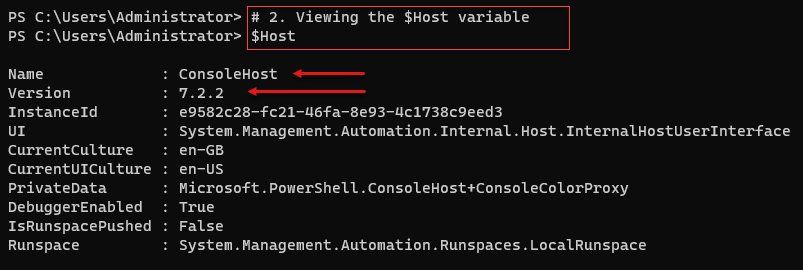 PS C:\Users\Administrator> # 2. Viewing the $Host variable
PS C:\Users\Administrator> $Host
Name : ConsoleHost
Version : 7.2.2
InstanceId : e9582c28-fc21-46fa-8e93-4c1738c9eed3
UI : System.Management.Automation.Internal.Host.InternalHostUserInterface
CurrentCulture : en-GB
CurrentUICulture : en-US
PrivateData : Microsoft.PowerShell.ConsoleHost+ConsoleColorProxy
DebuggerEnabled : True
IsRunspacePushed : False
Runspace : System.Management.Automation.Runspaces.LocalRunspace